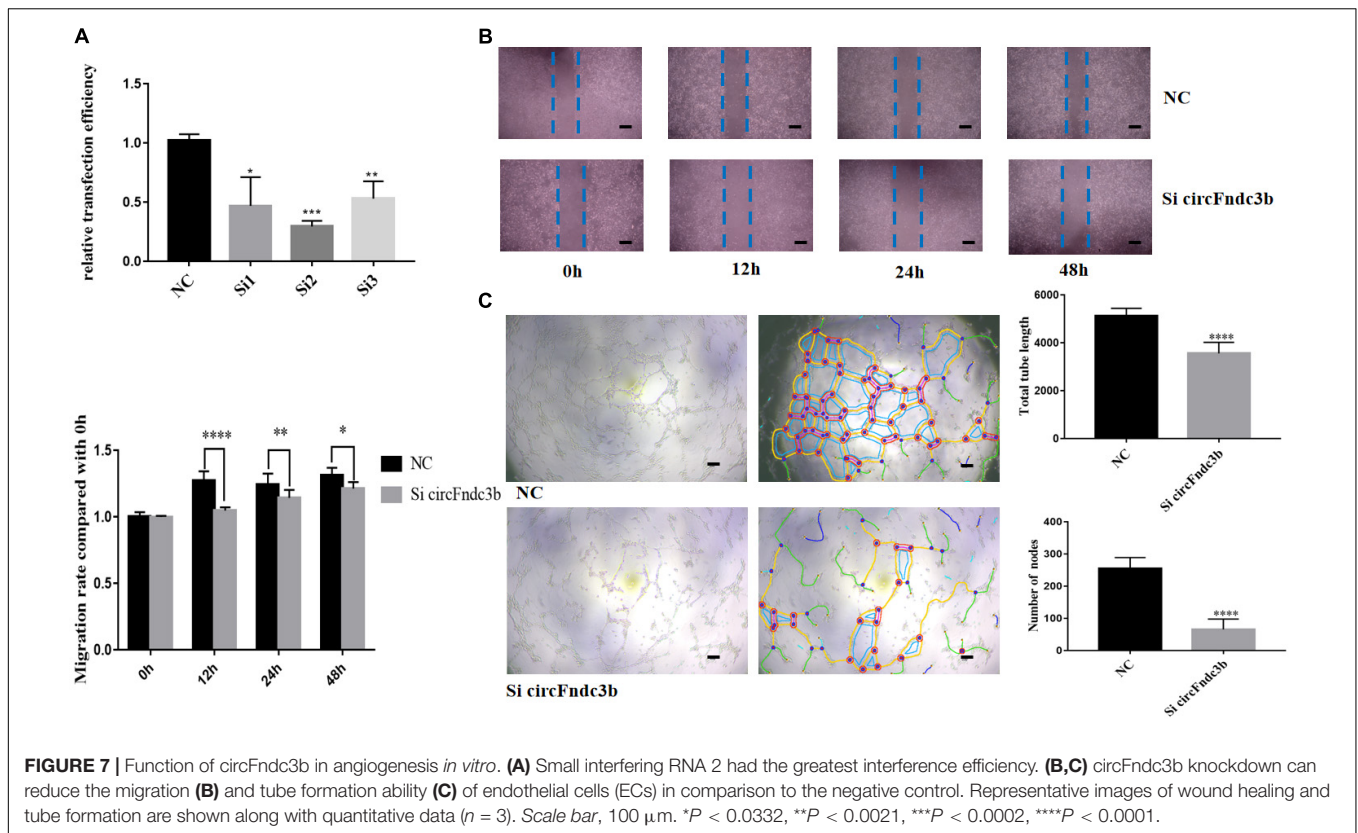 A
relative transfection efficiency
1.5
1.0
0.5
0.0
*
***
**
NC
Si1
Si2
Si3
B
NC
Si circFndc3b
0h
12h
24h
48h
Migration rate compared with 0h
1.5
1.0
0.5
0.0
****
**
*
NC
Si circFndc3b
0h
12h
24h
48h
C
NC
Si circFndc3b
Total tube length
6000
4000
2000
0
****
NC
Si circFndc3b
Number of nodes
400
300
200
100
0
****
NC
Si circFndc3b
FIGURE 7 | Function of circFndc3b in angiogenesis in vitro. (A) Small interfering RNA 2 had the greatest interference efficiency. (B,C) circFndc3b knockdown can
reduce the migration (B) and tube formation ability (C) of endothelial cells (ECs) in comparison to the negative control. Representative images of wound healing and
tube formation are shown along with quantitative data (n = 3). Scale bar, 100 μm. *P < 0.0332, **P < 0.0021, ***P < 0.0002, ****P < 0.0001.